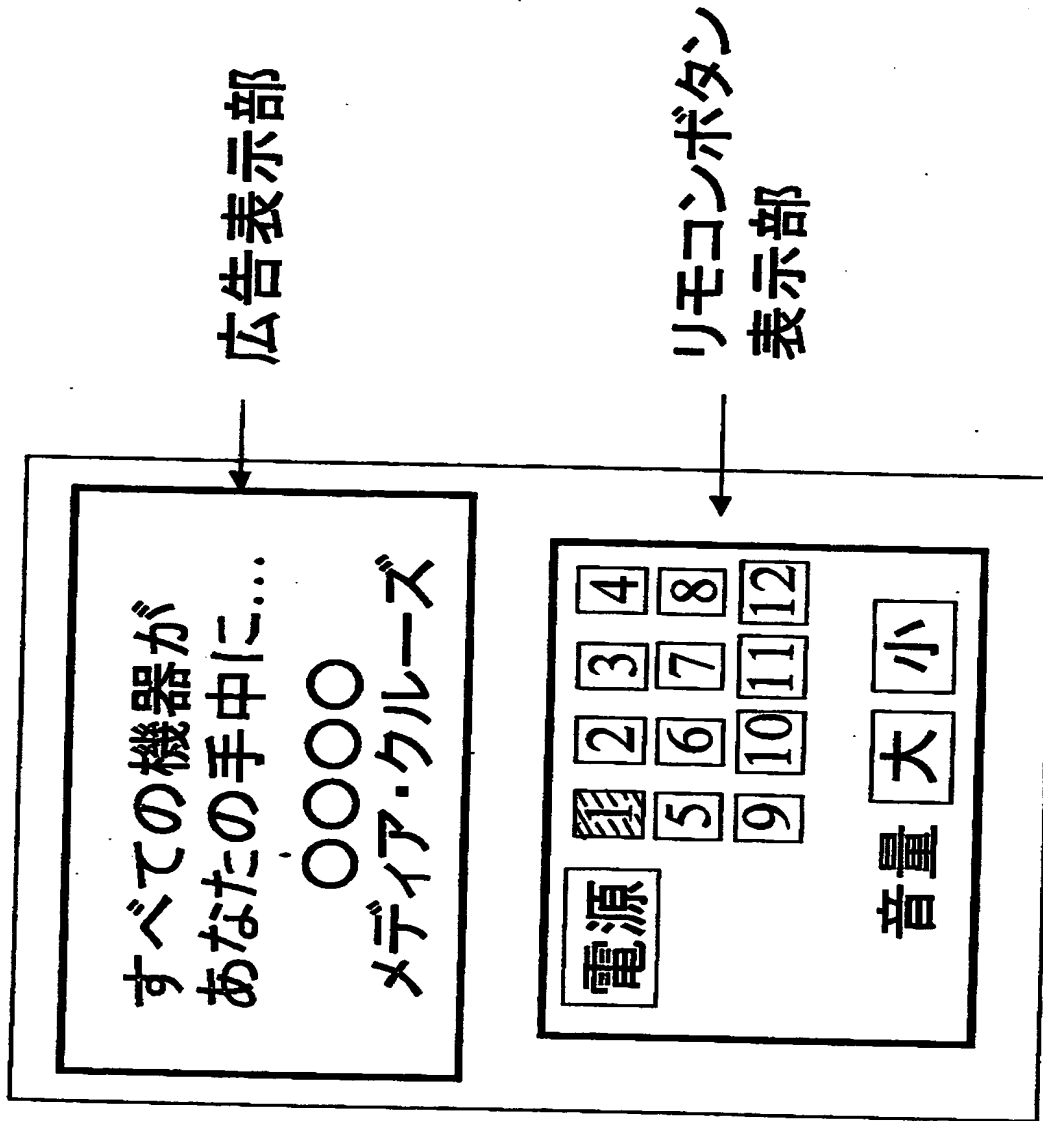 すべての機器が
あなたの手中に...
○○○○
メディア・クルーズ
広告表示部
電源
1 2 3 4
5 6 7 8
9 10 11 12
音量 大 小
リモコンボタン
表示部